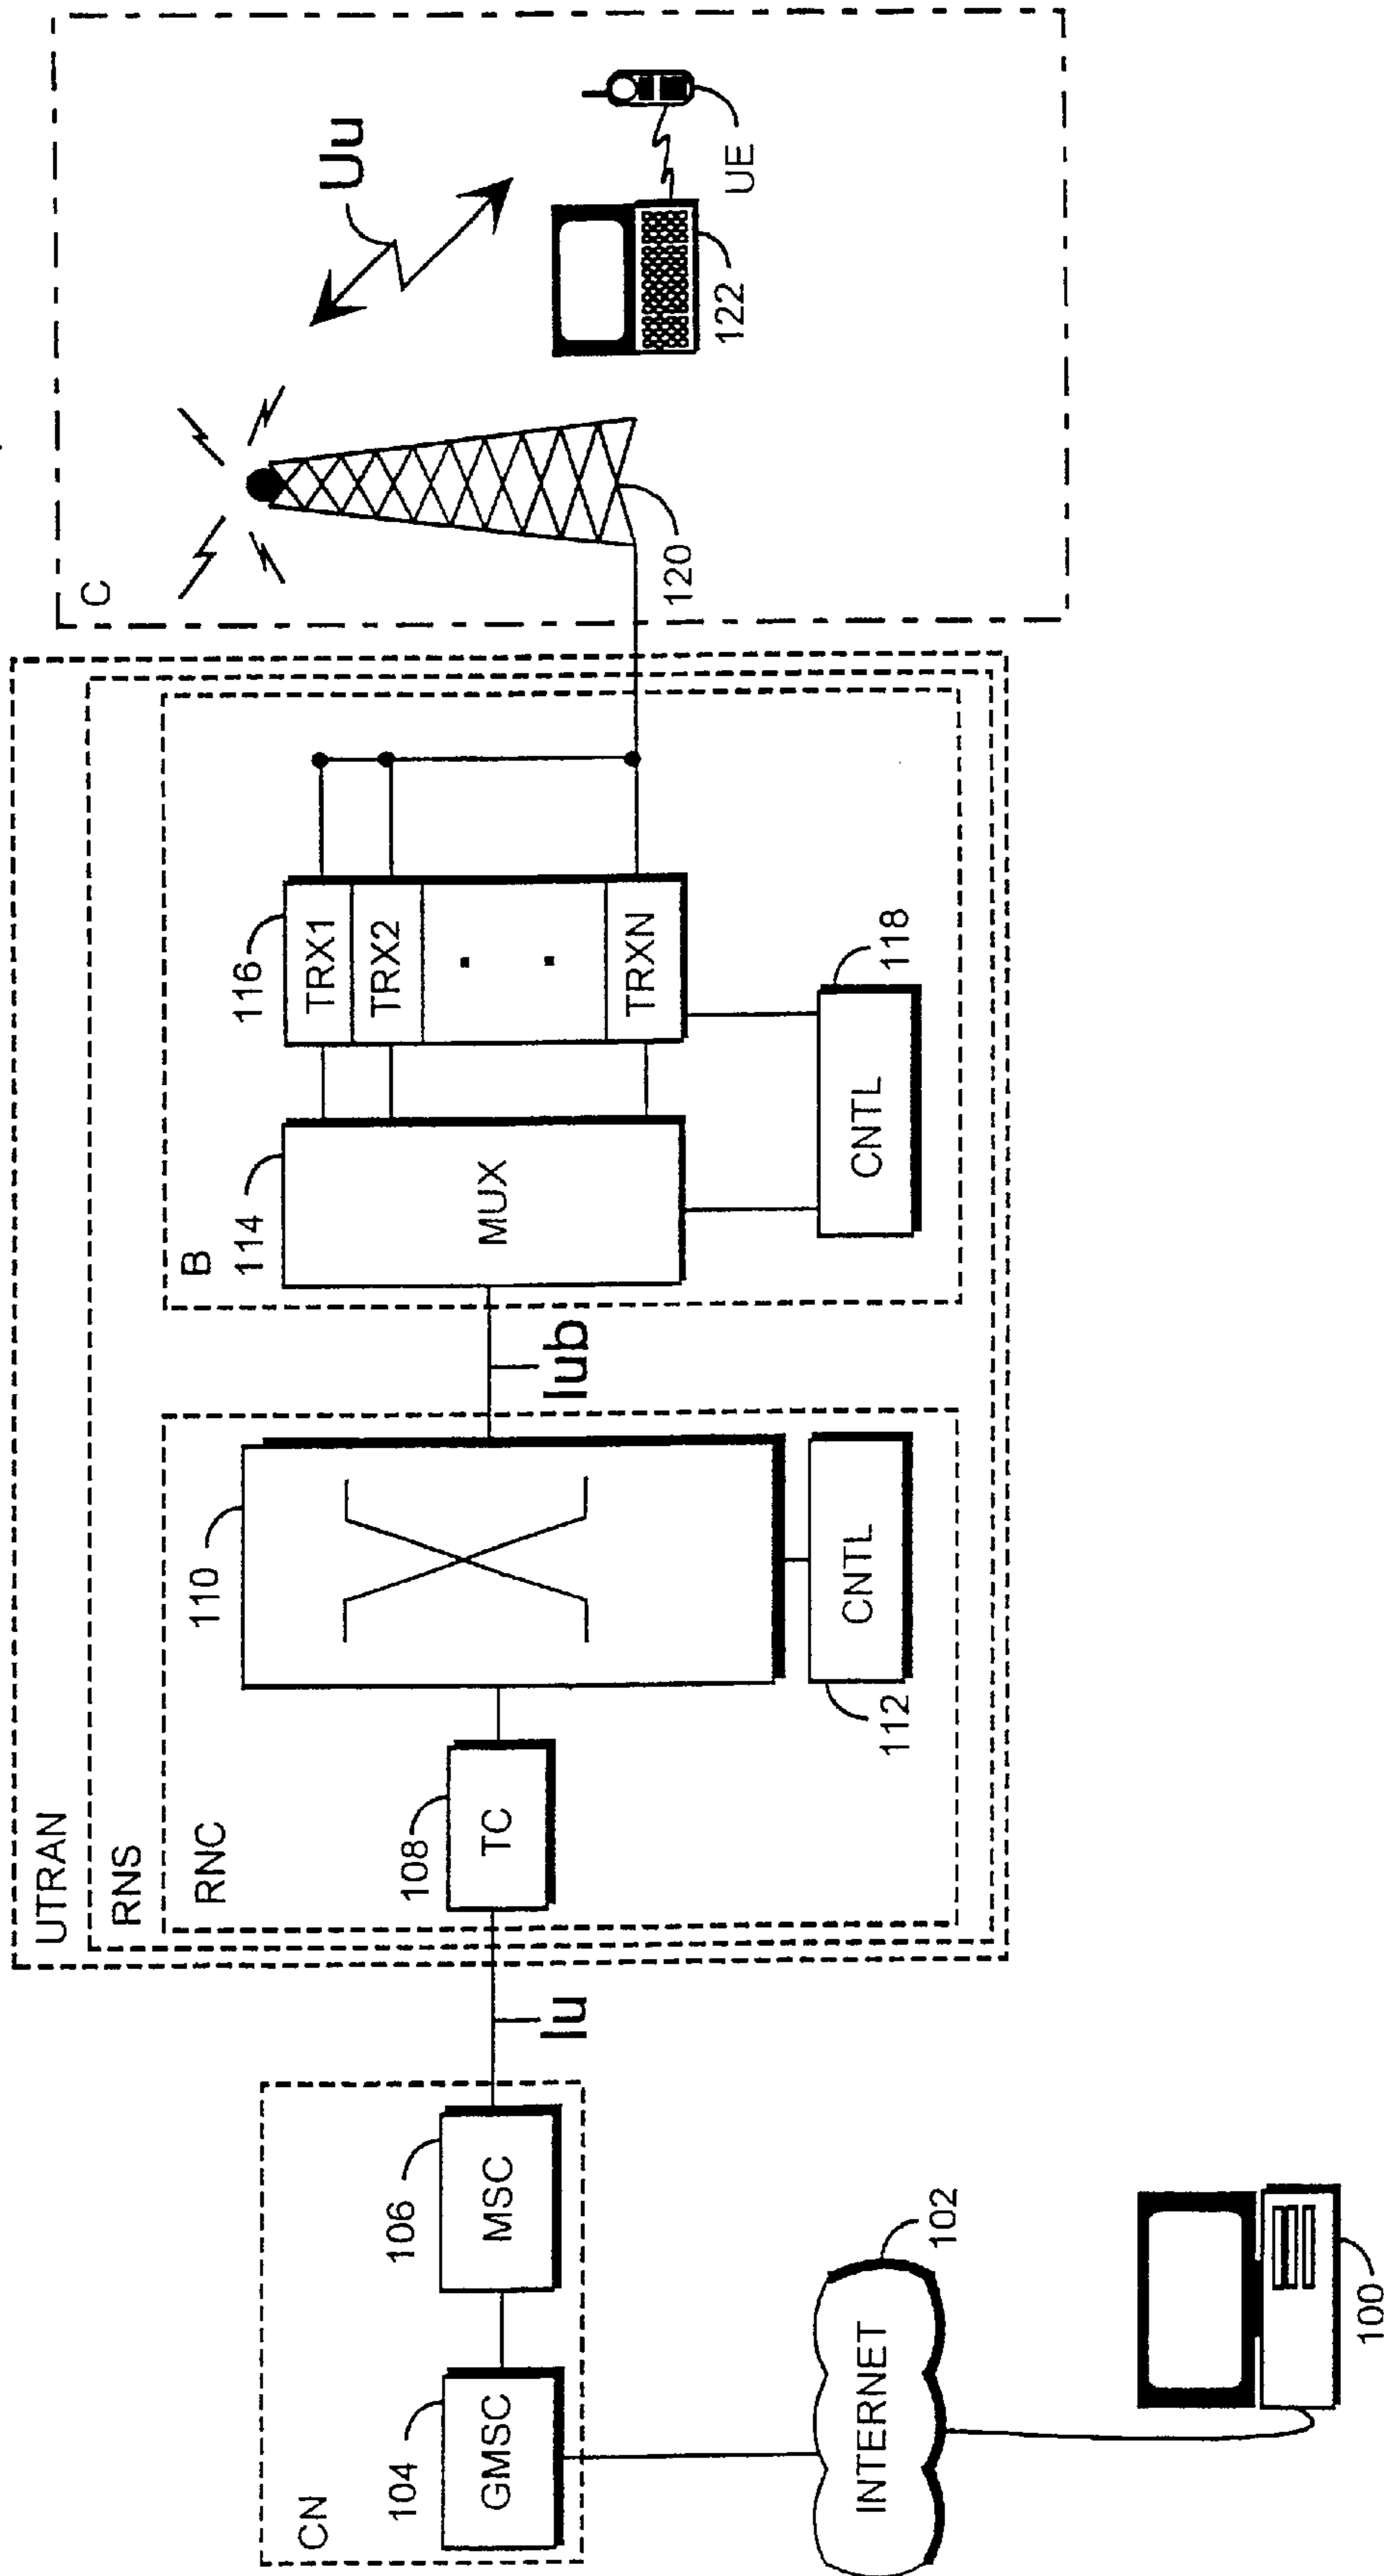 UTRAN
RNS
RNC
B
C
CN
104
GMSC
106
MSC
Iu
108
TC
110
112
CNTL
Iub
114
MUX
116
TRX1
TRX2
TRXN
118
CNTL
120
Uu
122
UE
INTERNET
102
100